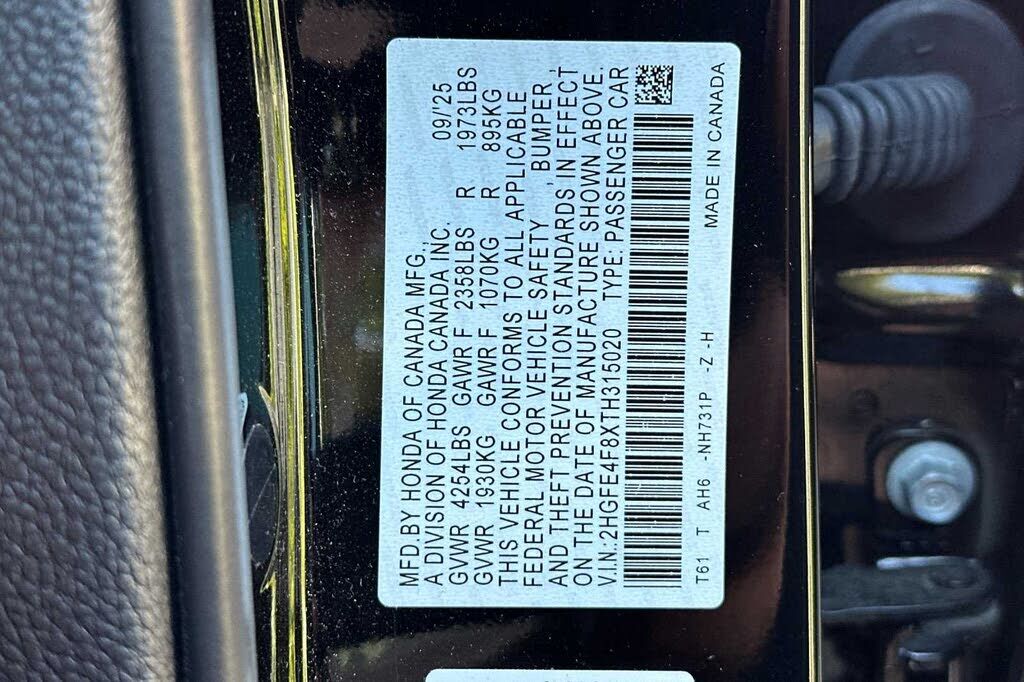 MFD.BY HONDA OF CANADA MFG.,
A DIVISION OF HONDA CANADA INC. 09/'25
GVWR 4254LBS GAWR F 2358LBS R 1973LBS
GVWR 1930KG GAWR F 1070KG R 895KG
THIS VEHICLE CONFORMS TO ALL APPLICABLE
FEDERAL MOTOR VEHICLE SAFETY , BUMPER ,
AND THEFT PREVENTION STANDARDS, IN EFFECT
ON THE DATE OF MANUFACTURE SHOWN ABOVE.
V.I.N.:2HGFE4F8XTH315020 TYPE: PASSENGER CAR
T61 T AH6 -NH731P -Z -H MADE IN CANADA